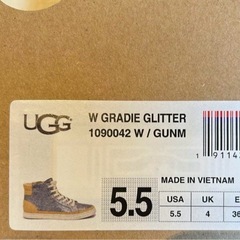 UGG
W GRADIE GLITTER
1090042 W / GUNM
MADE IN VIETNAM
5.5
USA UK
5.5 4 36